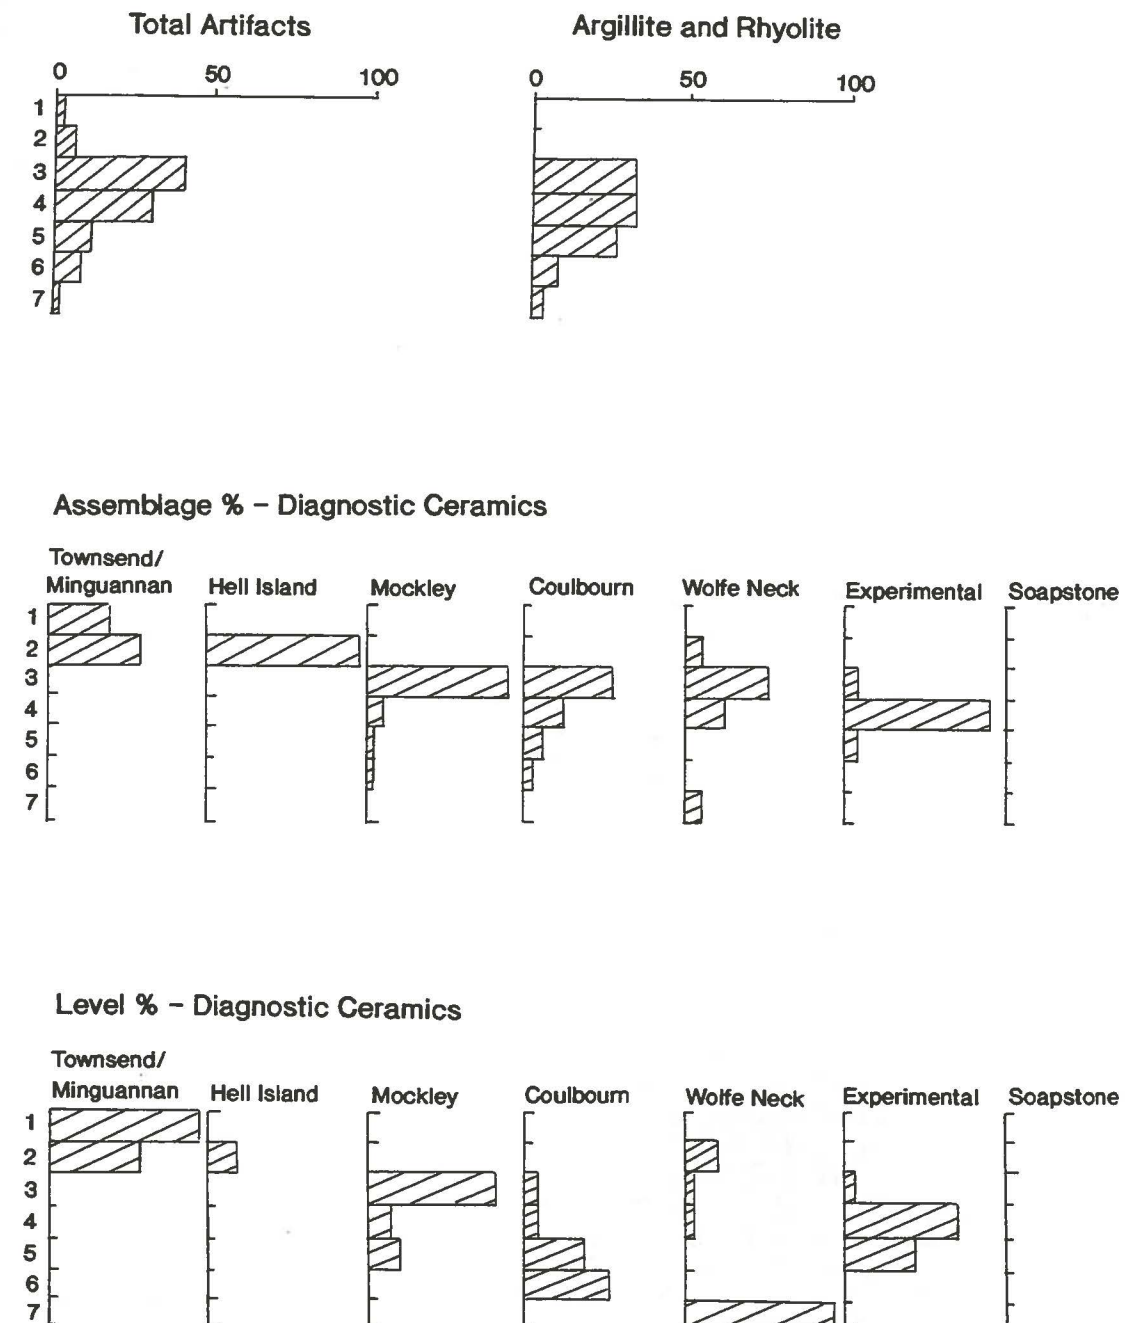 Total Artifacts
Argillite and Rhyolite
0 50 100
0 50 100
1
2
3
4
5
6
7
Assemblage % - Diagnostic Ceramics
Townsend/
Minguannan Hell Island Mockley Coulbourn Wolfe Neck Experimental Soapstone
1
2
3
4
5
6
7
Level % - Diagnostic Ceramics
Townsend/
Minguannan Hell Island Mockley Coulbourn Wolfe Neck Experimental Soapstone
1
2
3
4
5
6
7